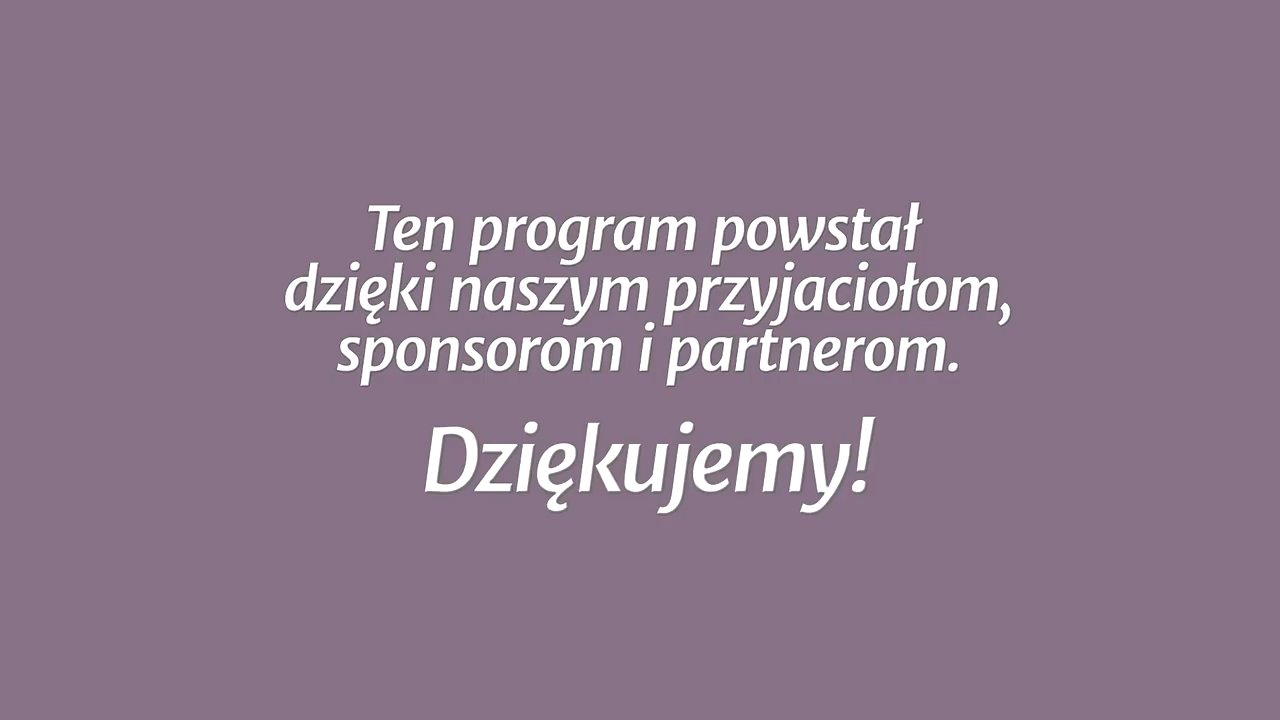 Ten program powstał
dzięki naszym przyjaciołom,
sponsorom i partnerom.
Dziękujemy!